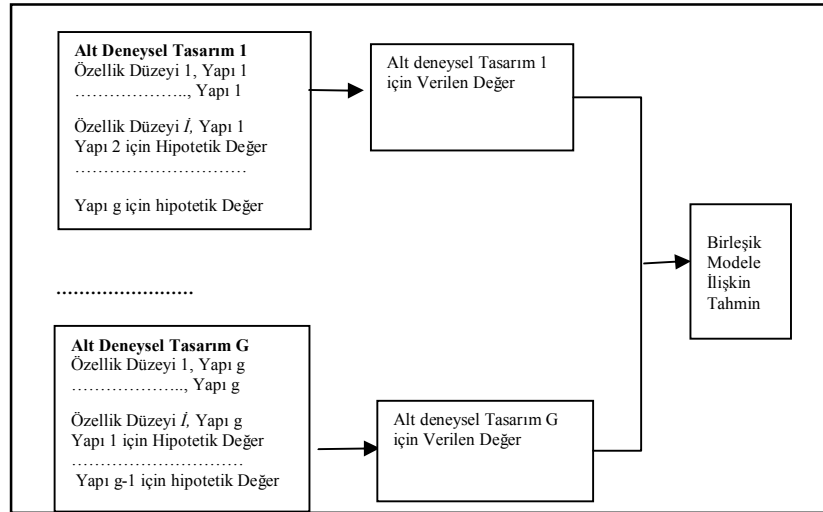 Alt Deneysel Tasarım 1
Özellik Düzeyi 1, Yapı 1
……………….., Yapı 1
Özellik Düzeyi İ, Yapı 1
Yapı 2 için Hipotetik Değer
…………………………
Yapı g için hipotetik Değer
Alt deneysel Tasarım 1
için Verilen Değer
……………………
Alt Deneysel Tasarım G
Özellik Düzeyi 1, Yapı g
……………….., Yapı g
Özellik Düzeyi İ, Yapı g
Yapı 1 için Hipotetik Değer
…………………………
Yapı g-1 için hipotetik Değer
Alt deneysel Tasarım G
için Verilen Değer
Birleşik
Modele
İlişkin
Tahmin